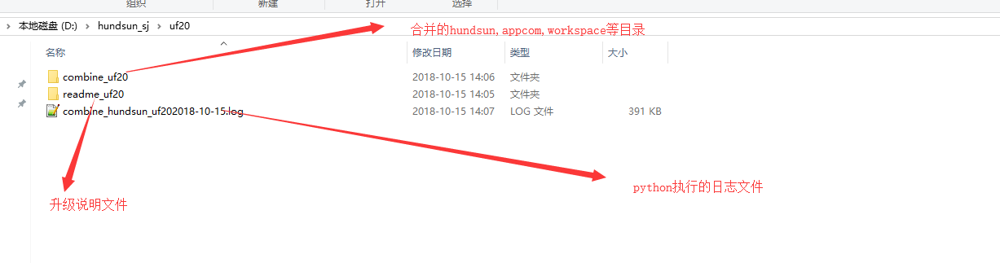 组织 新建 打开 选择
本地磁盘 (D:) › hundsun_sj › uf20
合并的hundsun,appcom,workspace等目录
名称 修改日期 类型 大小
combine_uf20 2018-10-15 14:06 文件夹
readme_uf20 2018-10-15 14:05 文件夹
combine_hundsun_uf202018-10-15.log 2018-10-15 14:07 LOG 文件 391 KB
python执行的日志文件
升级说明文件